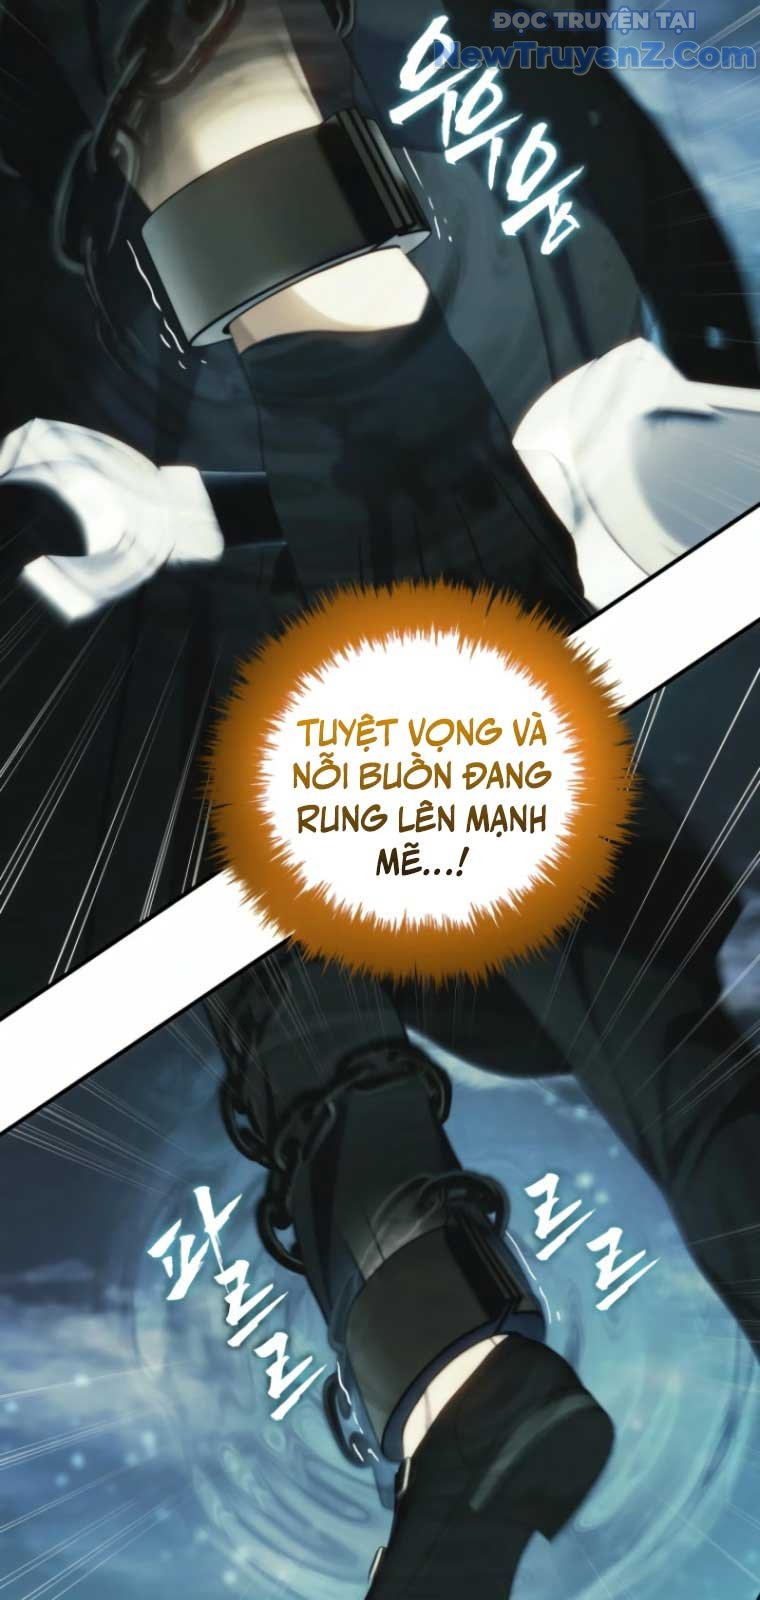 ĐỌC TRUYỆN TẠI
NewTruyenZ.Com
우우웅
TUYỆT VỌNG VÀ
NỖI BUỒN ĐANG
RUNG LÊN MẠNH
MẼ...!
파르르
르르